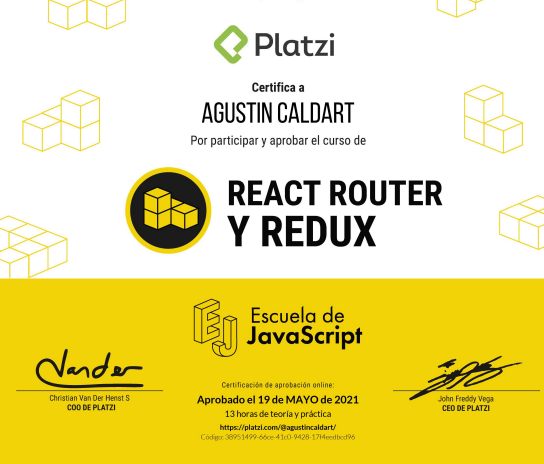 Platzi
Certifica a
AGUSTIN CALDART
Por participar y aprobar el curso de
REACT ROUTER
Y REDUX
EJ
Escuela de
JavaScript
Certificación de aprobación online:
Aprobado el 19 de MAYO de 2021
13 horas de teoría y práctica
https://platzi.com/@agustincaldart/
Código: 38951499-66ce-41c0-9428-17f4eedbcd96
Vander
Christian Van Der Henst S
COO DE PLATZI
John Freddy Vega
CEO DE PLATZI